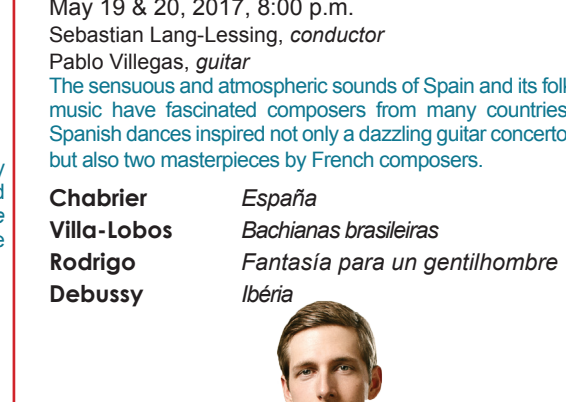 May 19 & 20, 2017, 8:00 p.m.
Sebastian Lang-Lessing, conductor
Pablo Villegas, guitar
The sensuous and atmospheric sounds of Spain and its folk
music have fascinated composers from many countries
Spanish dances inspired not only a dazzling guitar concerto
but also two masterpieces by French composers.
Chabrier España
Villa-Lobos Bachianas brasileiras
Rodrigo Fantasía para un gentilhombre
Debussy Ibéria